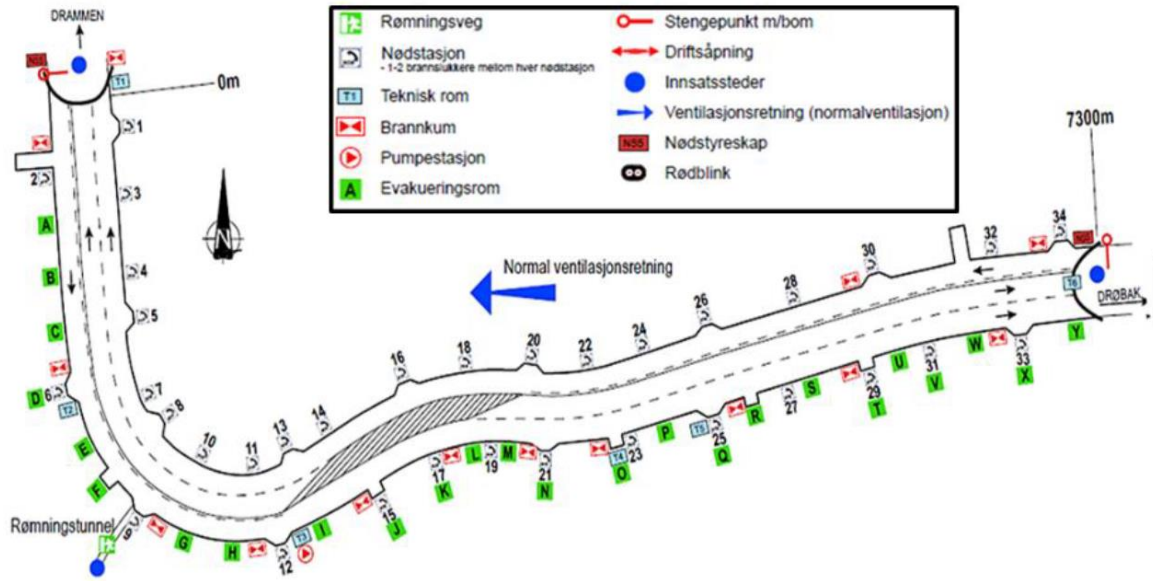 DRAMMEN
N55
T1
0m
Rømningsveg
Nødstasjon
- 1-2 brannslukkere mellom hver nødstasjon
T1 Teknisk rom
Brannkum
Pumpestasjon
A Evakueringsrom
Stengepunkt m/bom
Driftsåpning
Innsatssteder
Ventilasjonsretning (normalventilasjon)
N55 Nødstyreskap
Rødblink
7300m
1
2
3
A
B
4
5
C
D
6
T2
7
8
E
F
9
10
11
13
14
16
18
20
22
24
26
28
30
32
34
N
Normal ventilasjonsretning
T6
DRØBAK
Rømningstunnel
G
H
12
T3
I
15
J
17
K
L
19
M
21
N
T4
23
O
P
T5
25
Q
R
27
S
29
T
U
31
V
W
33
X
Y